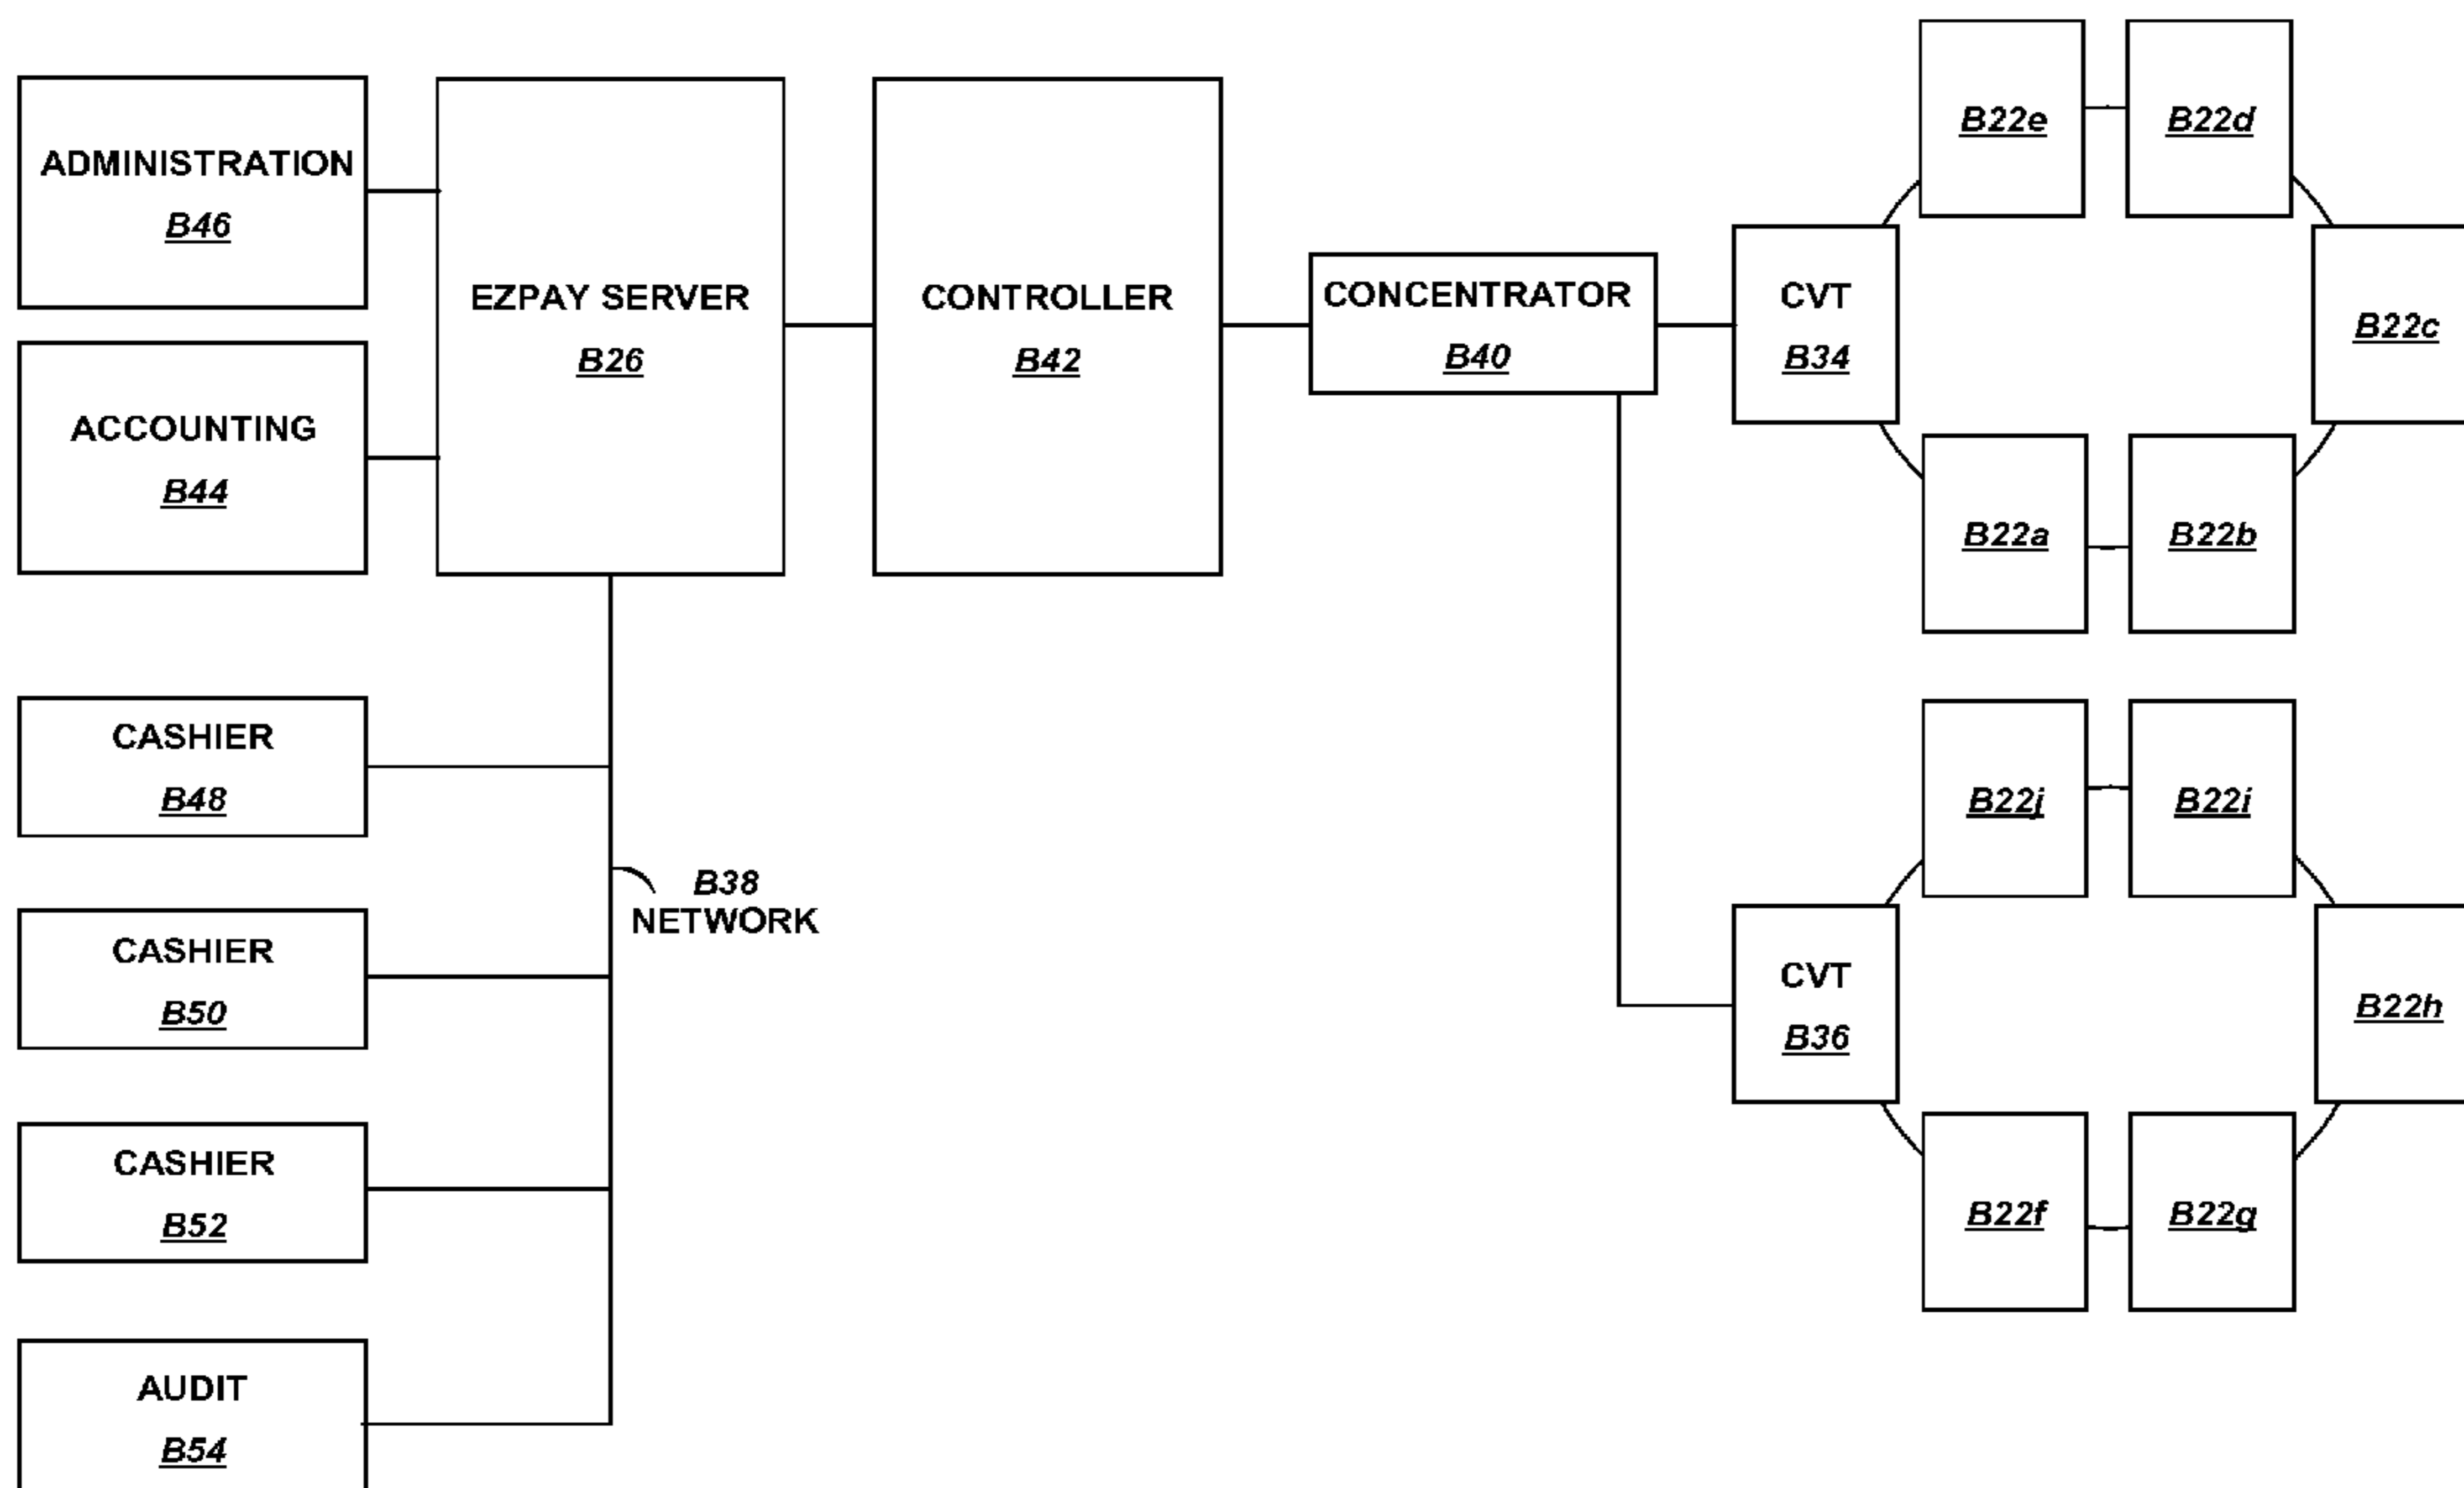 ADMINISTRATION
B46
ACCOUNTING
B44
EZPAY SERVER
B26
CONTROLLER
B42
CONCENTRATOR
B40
CVT
B34
B22e
B22d
B22c
B22a
B22b
CASHIER
B48
CASHIER
B50
CASHIER
B52
AUDIT
B54
B38
NETWORK
CVT
B36
B22j
B22i
B22h
B22f
B22g